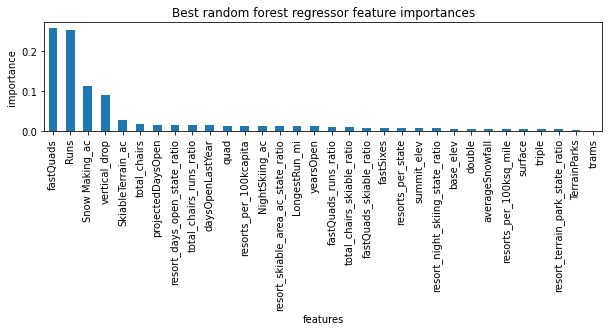 Best random forest regressor feature importances
importance
0.2
0.1
0.0
fastQuads
Runs
Snow Making_ac
vertical_drop
SkiableTerrain_ac
total_chairs
projectedDaysOpen
resort_days_open_state_ratio
total_chairs_runs_ratio
daysOpenLastYear
quad
resorts_per_100kcapita
NightSkiing_ac
resort_skiable_area_ac_state_ratio
LongestRun_mi
yearsOpen
fastQuads_runs_ratio
total_chairs_skiable_ratio
fastQuads_skiable_ratio
fastSixes
resorts_per_state
summit_elev
resort_night_skiing_state_ratio
base_elev
double
averageSnowfall
resorts_per_100ksq_mile
surface
triple
resort_terrain_park_state_ratio
TerrainParks
trams
features